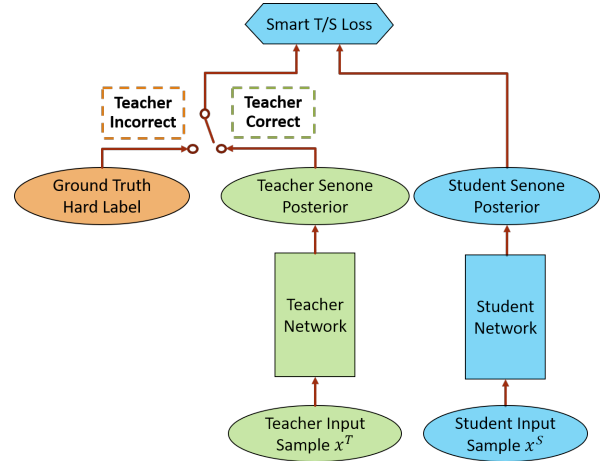 Smart T/S Loss
Teacher
Incorrect
Teacher
Correct
Ground Truth
Hard Label
Teacher Senone
Posterior
Student Senone
Posterior
Teacher
Network
Student
Network
Teacher Input
Sample x^T
Student Input
Sample x^S